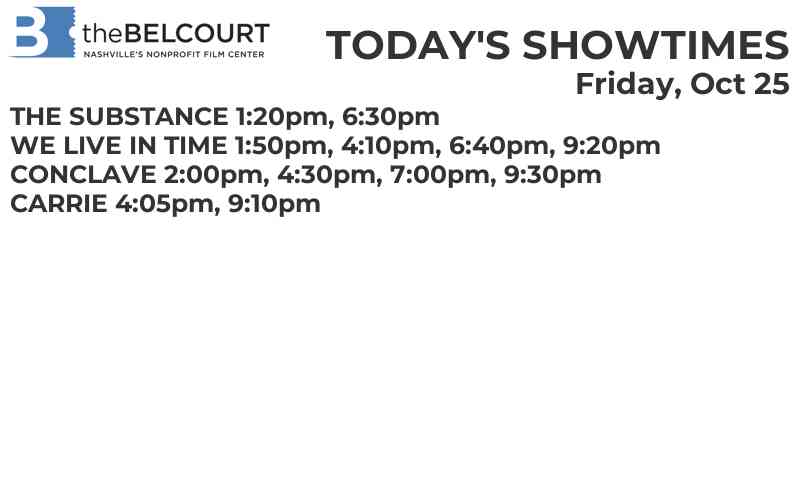 B theBELCOURT
NASHVILLE'S NONPROFIT FILM CENTER
TODAY'S SHOWTIMES
Friday, Oct 25
THE SUBSTANCE 1:20pm, 6:30pm
WE LIVE IN TIME 1:50pm, 4:10pm, 6:40pm, 9:20pm
CONCLAVE 2:00pm, 4:30pm, 7:00pm, 9:30pm
CARRIE 4:05pm, 9:10pm